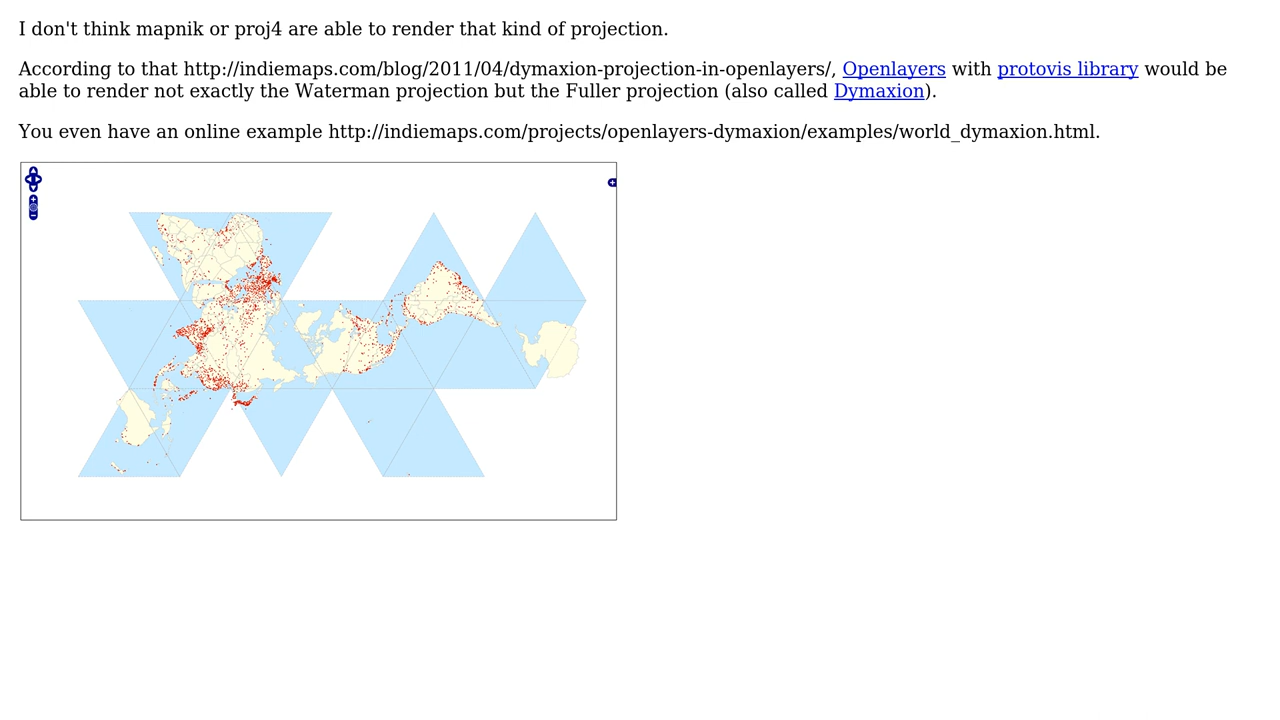 I don't think mapnik or proj4 are able to render that kind of projection.
According to that http://indiemaps.com/blog/2011/04/dymaxion-projection-in-openlayers/, Openlayers with protovis library would be
able to render not exactly the Waterman projection but the Fuller projection (also called Dymaxion).
You even have an online example http://indiemaps.com/projects/openlayers-dymaxion/examples/world_dymaxion.html.